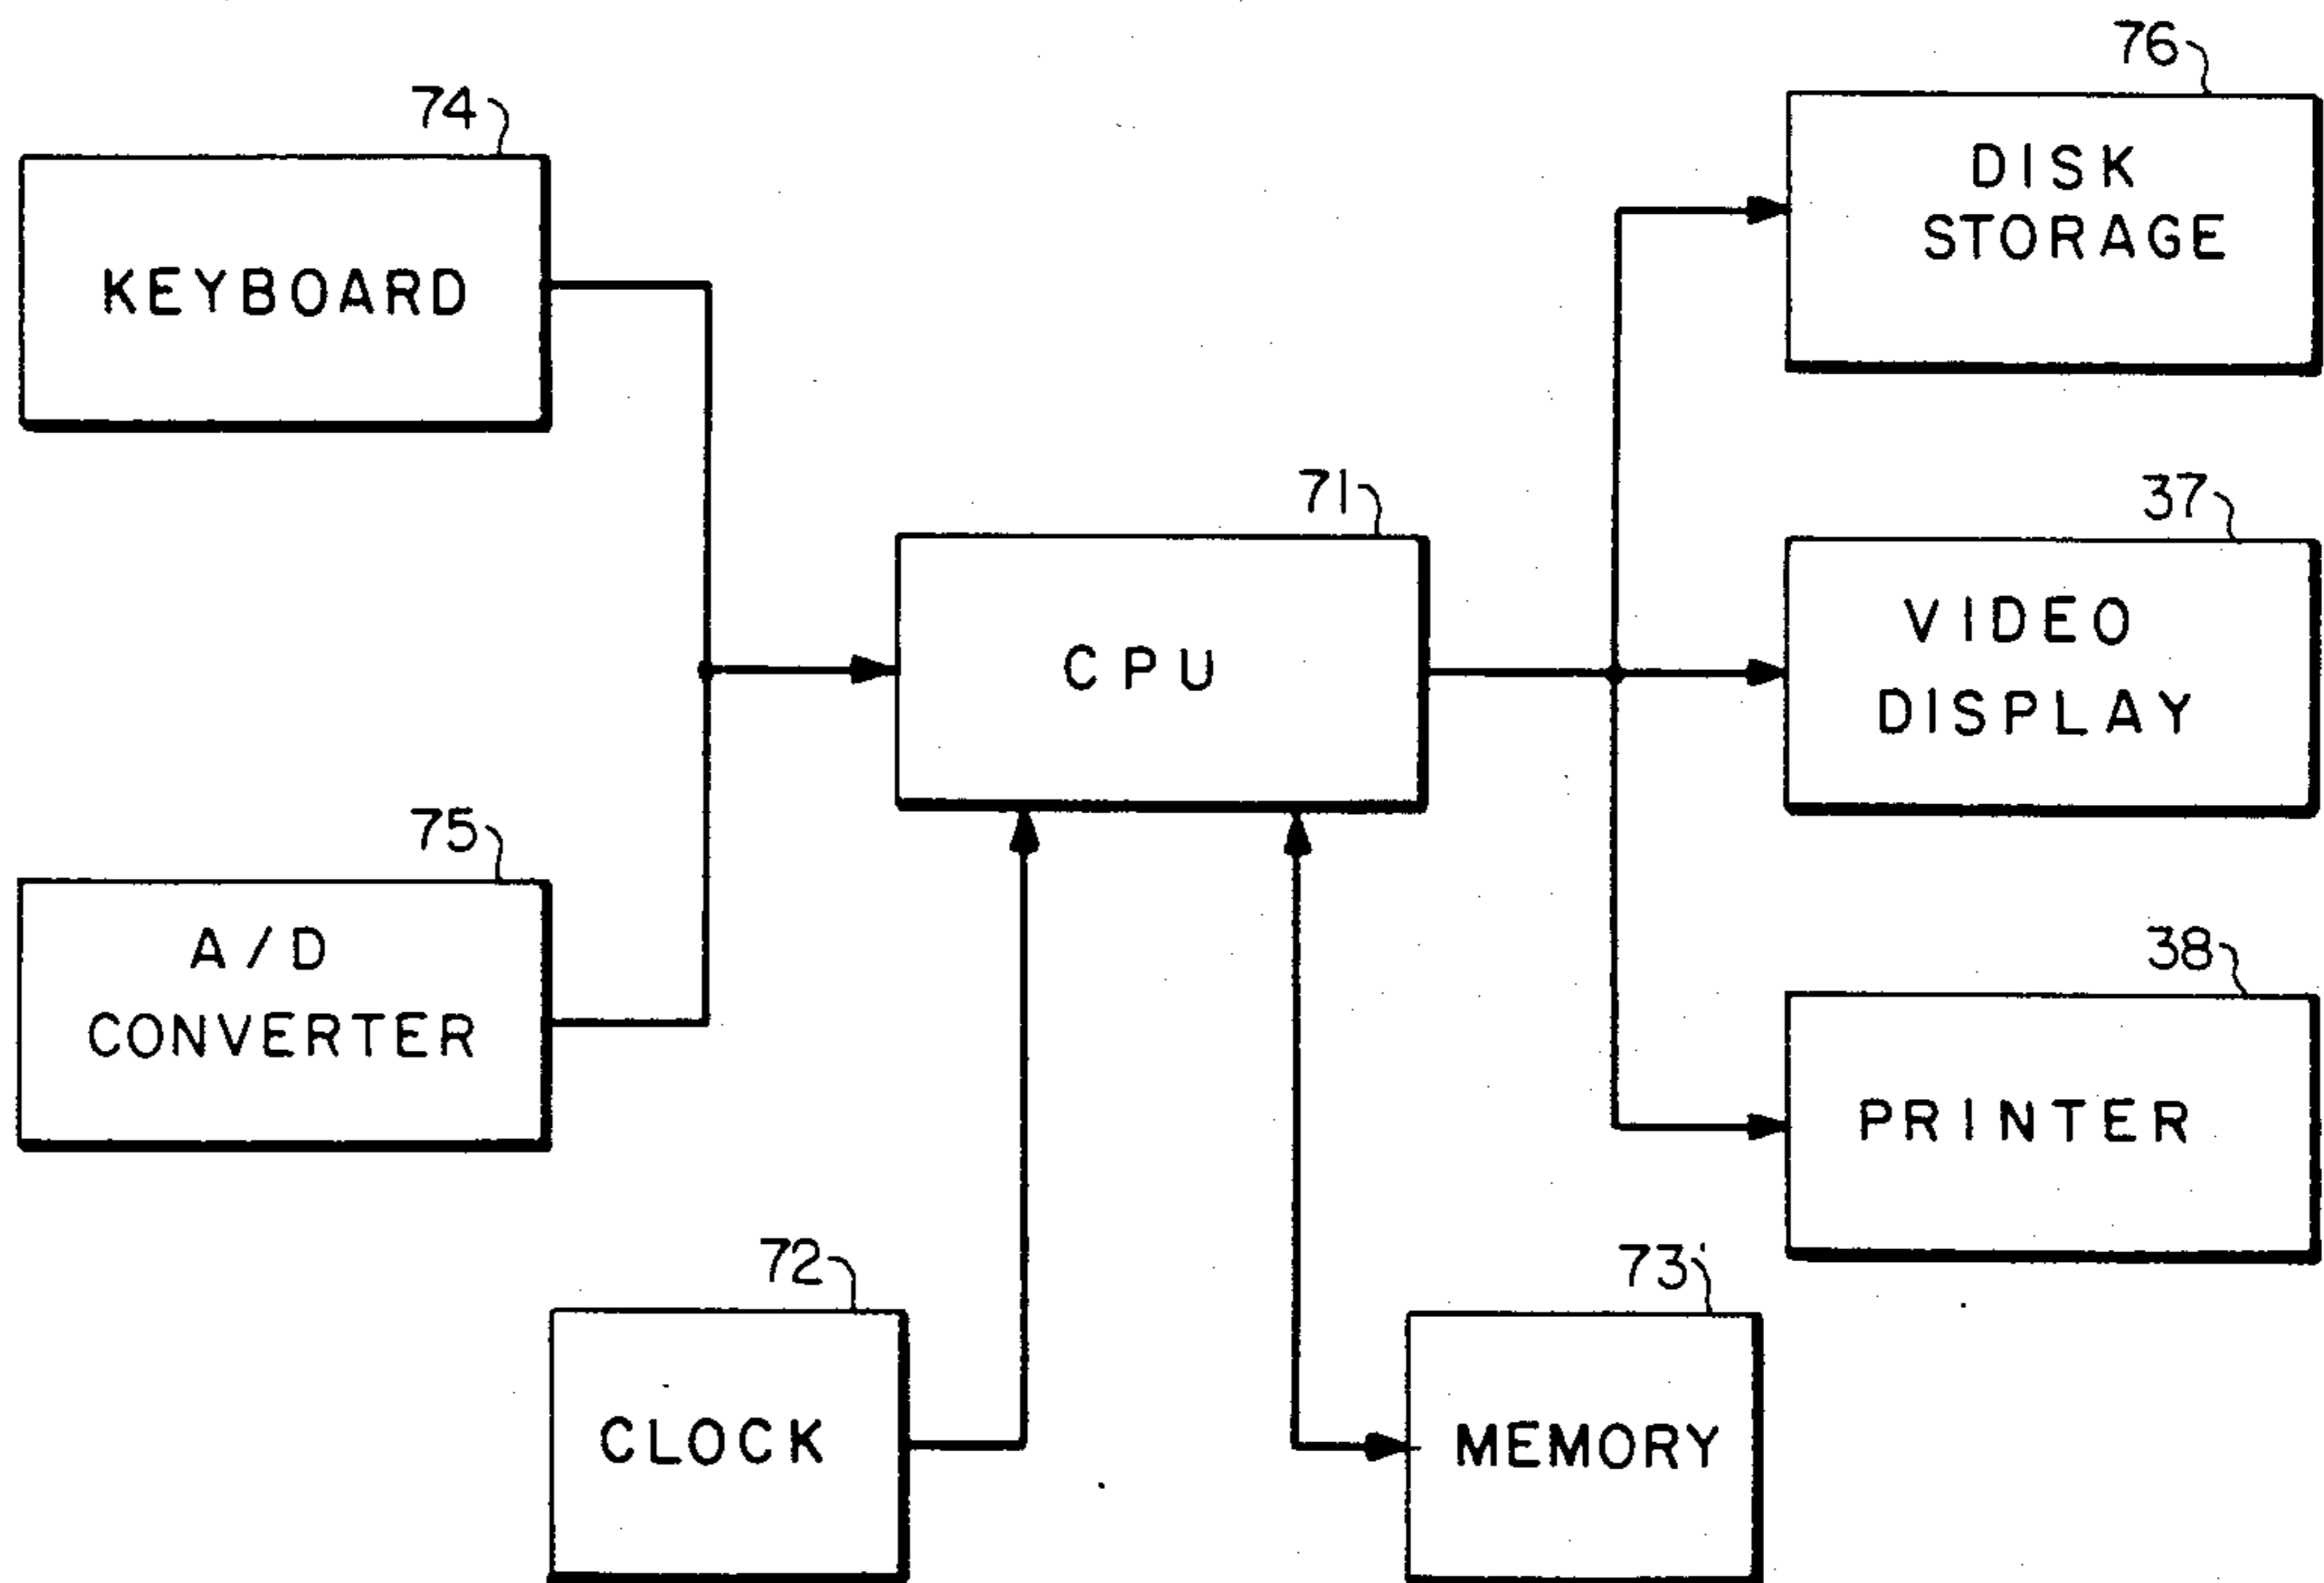 76
DISK
STORAGE
74
KEYBOARD
71
CPU
37
VIDEO
DISPLAY
75
A/D
CONVERTER
38
PRINTER
72
CLOCK
73
MEMORY